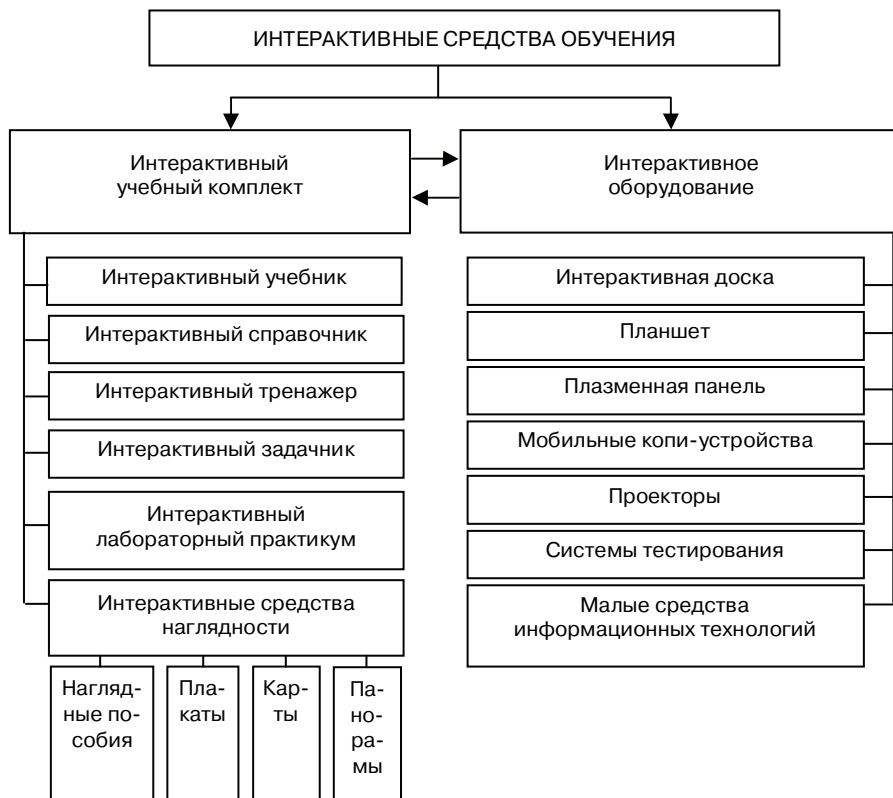 ИНТЕРАКТИВНЫЕ СРЕДСТВА ОБУЧЕНИЯ
Интерактивный
учебный комплект
Интерактивное
оборудование
Интерактивный учебник
Интерактивный справочник
Интерактивный тренажер
Интерактивный задачник
Интерактивный
лабораторный практикум
Интерактивные средства
наглядности
Нагляд-
ные по-
собия
Пла-
каты
Кар-
ты
Па-
но-
ра-
мы
Интерактивная доска
Планшет
Плазменная панель
Мобильные копи-устройства
Проекторы
Системы тестирования
Малые средства
информационных технологий